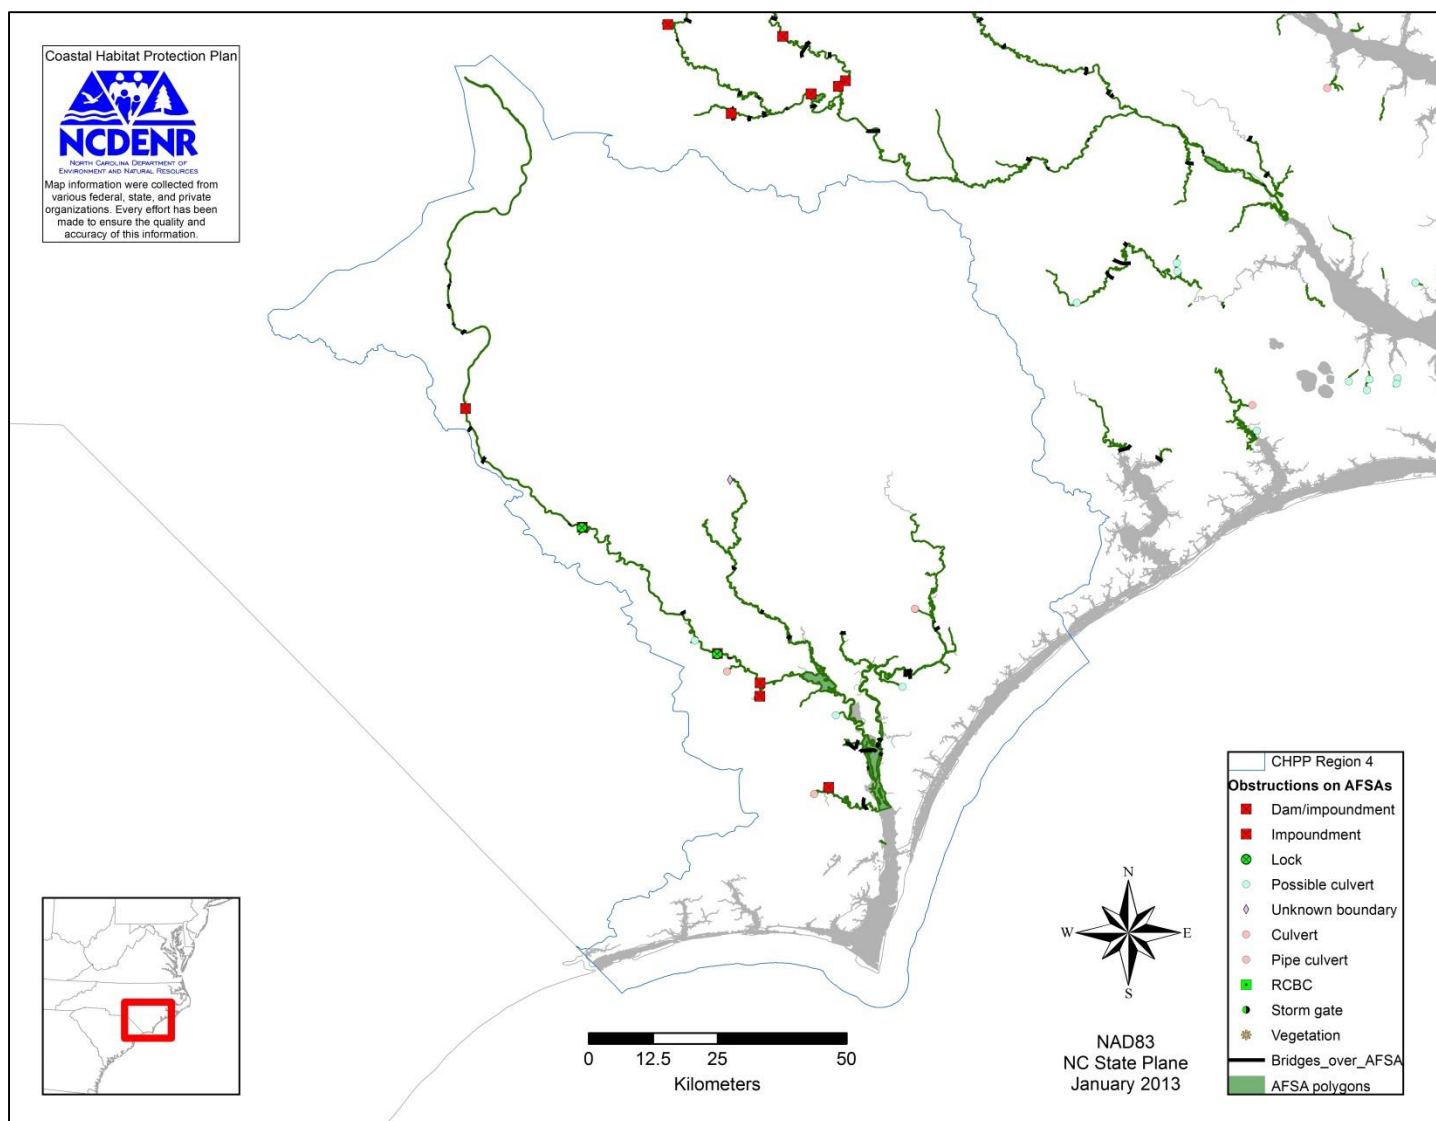 Coastal Habitat Protection Plan
NCDENR
NORTH CAROLINA DEPARTMENT OF
ENVIRONMENT AND NATURAL RESOURCES
Map information were collected from
various federal, state, and private
organizations. Every effort has been
made to ensure the quality and
accuracy of this information.
CHPP Region 4
Obstructions on AFSAs
Dam/impoundment
Impoundment
Lock
Possible culvert
Unknown boundary
Culvert
Pipe culvert
RCBC
Storm gate
Vegetation
Bridges_over_AFSA
AFSA polygons
N
W
E
S
0 12.5 25 50
Kilometers
NAD83
NC State Plane
January 2013